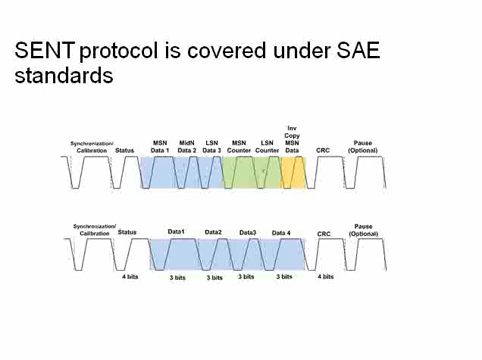 SENT protocol is covered under SAE
standards
Synchronization/
Calibration
Status
MSN
Data 1
MidN
Data 2
LSN
Data 3
MSN
Counter
LSN
Counter
Inv
Copy
MSN
Data
CRC
Pause
(Optional)
Synchronization/
Calibration
Status
Data1
Data2
Data3
Data 4
CRC
Pause
(Optional)
4 bits
3 bits
3 bits
3 bits
3 bits
4 bits